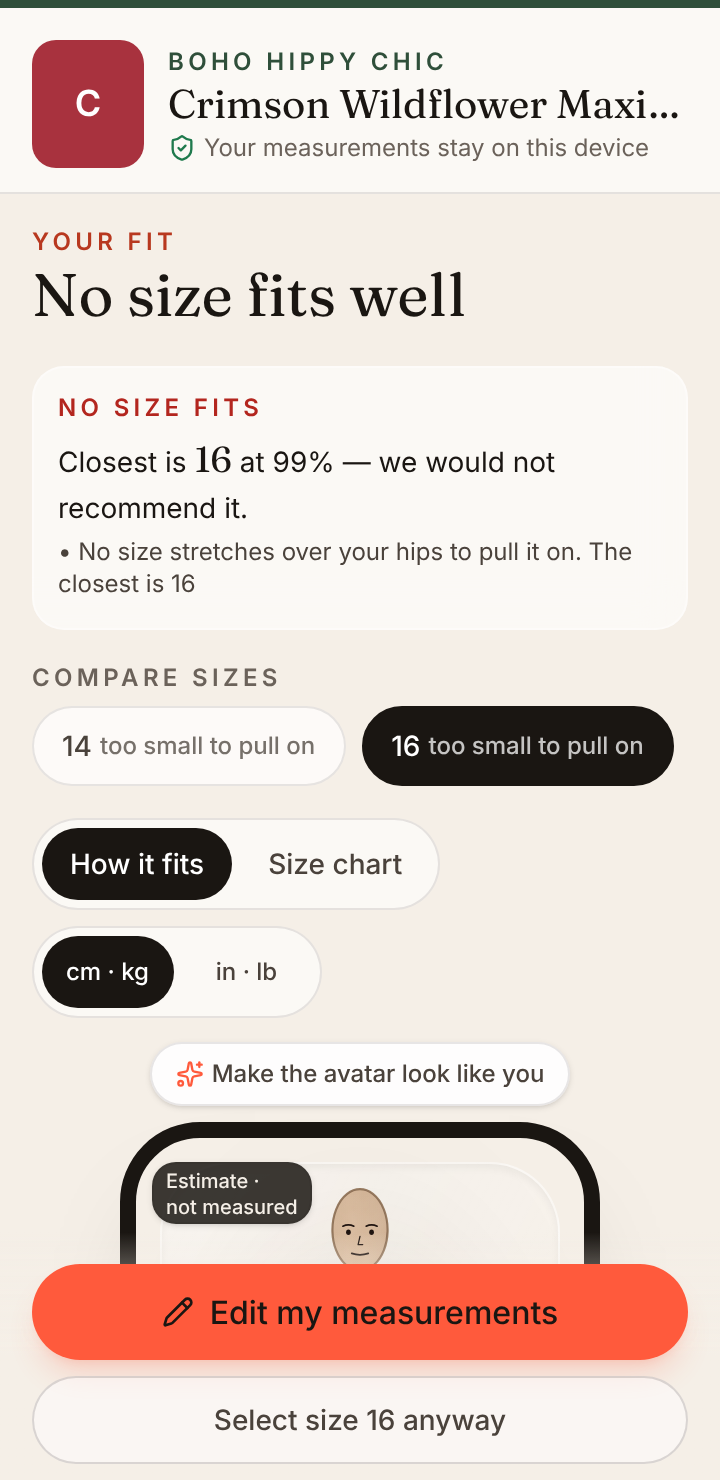 C
BOHO HIPPY CHIC
Crimson Wildflower Maxi...
Your measurements stay on this device
YOUR FIT
No size fits well
NO SIZE FITS
Closest is 16 at 99% — we would not
recommend it.
• No size stretches over your hips to pull it on. The
closest is 16
COMPARE SIZES
14 too small to pull on
16 too small to pull on
How it fits
Size chart
cm · kg
in · lb
Make the avatar look like you
Estimate ·
not measured
Edit my measurements
Select size 16 anyway